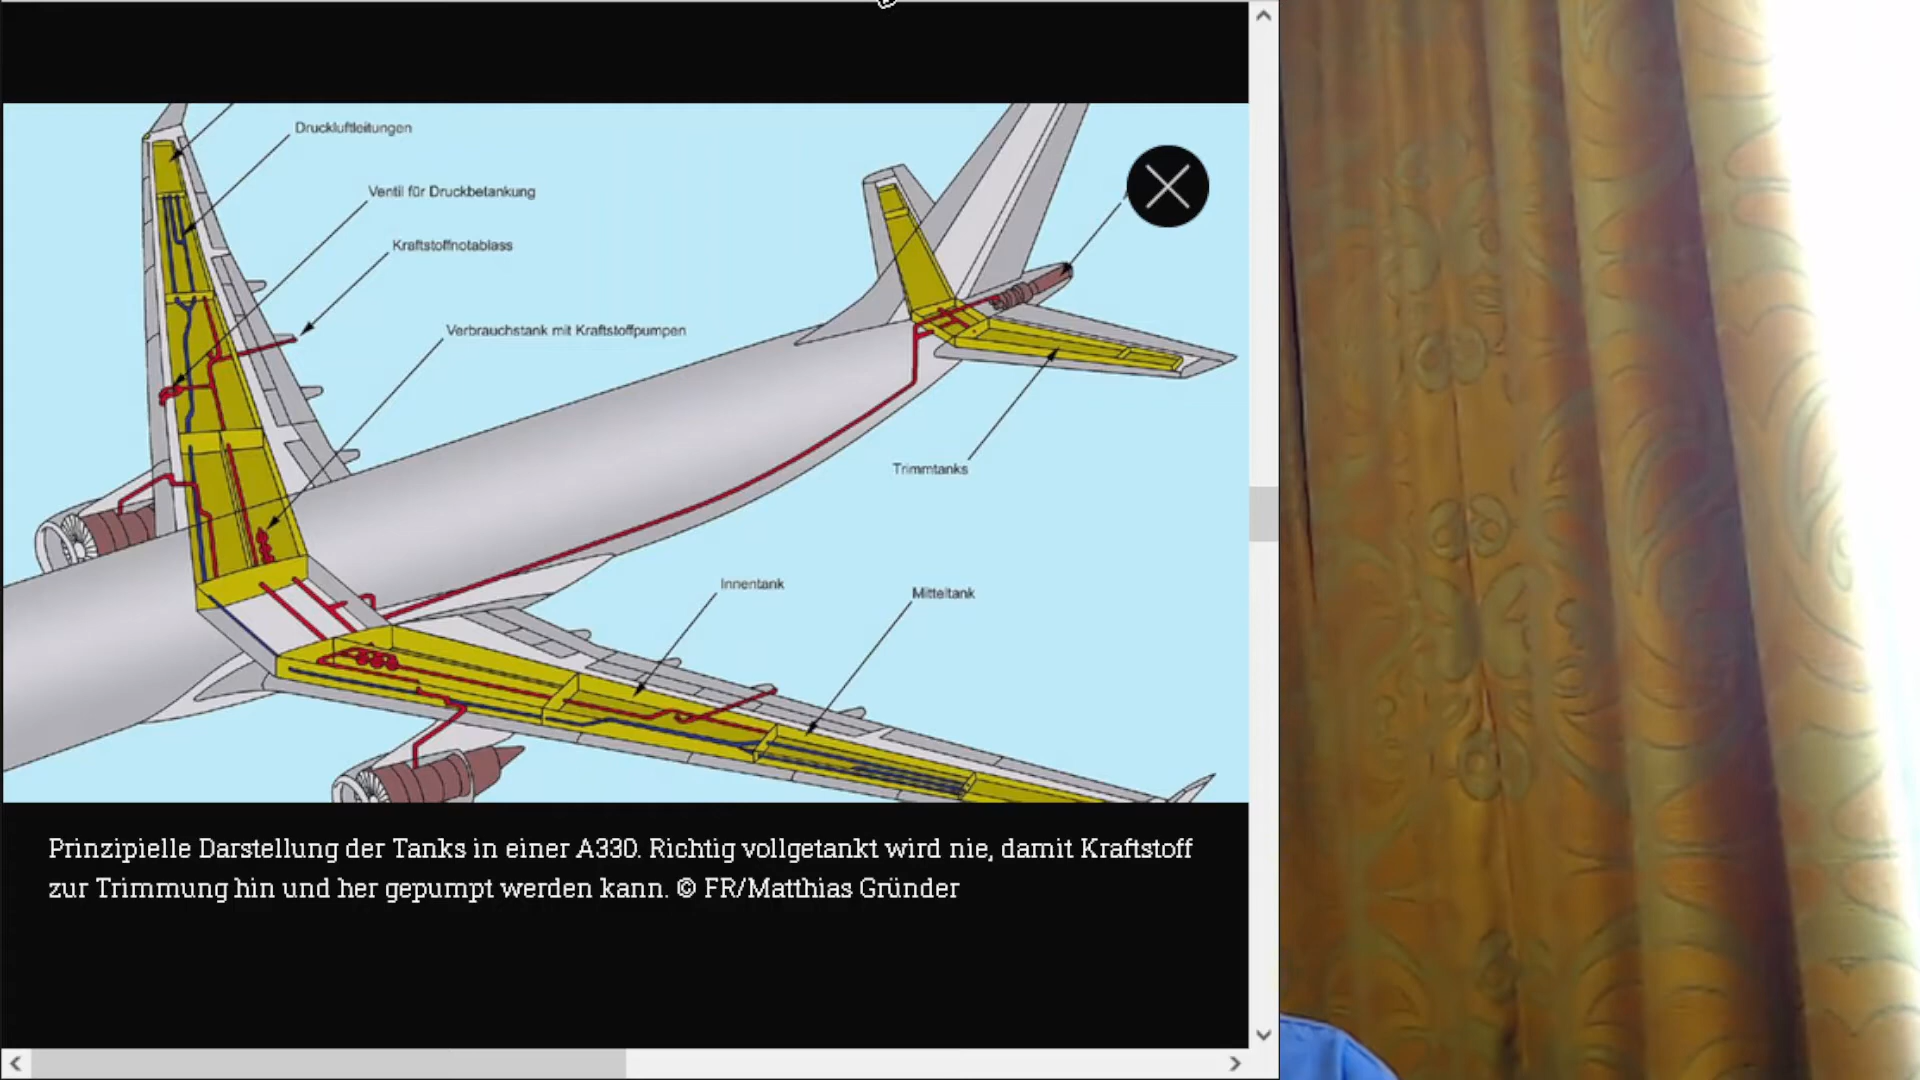 Druckluftleitungen
Ventil für Druckbetankung
Kraftstoffnotablass
Verbrauchstank mit Kraftstoffpumpen
Trimmtanks
Innentank
Mitteltank
Prinzipielle Darstellung der Tanks in einer A330. Richtig vollgetankt wird nie, damit Kraftstoff
zur Trimmung hin und her gepumpt werden kann. © FR/Matthias Gründer